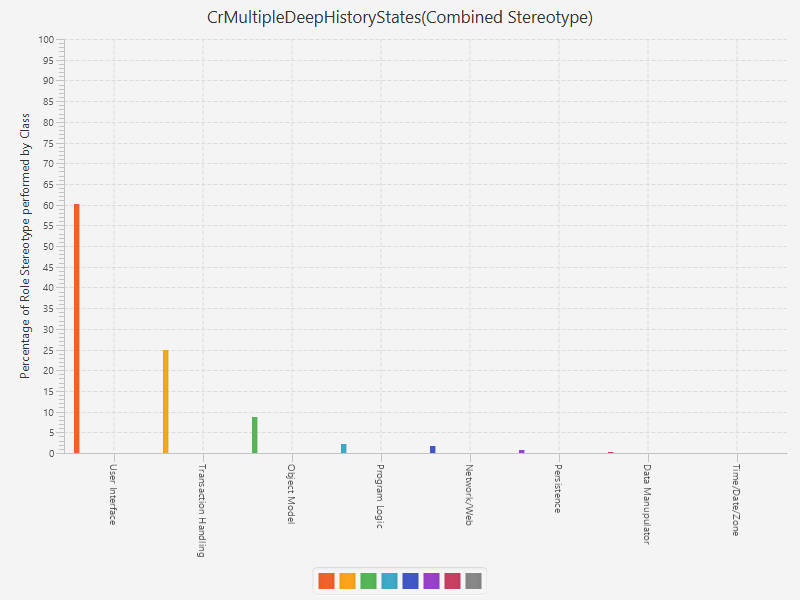 CrMultipleDeepHistoryStates(Combined Stereotype)
Percentage of Role Stereotype performed by Class
100
95
90
85
80
75
70
65
60
55
50
45
40
35
30
25
20
15
10
5
0
User Interface
Transaction Handling
Object Model
Program Logic
Network/Web
Persistence
Data Manupulator
Time/Date/Zone